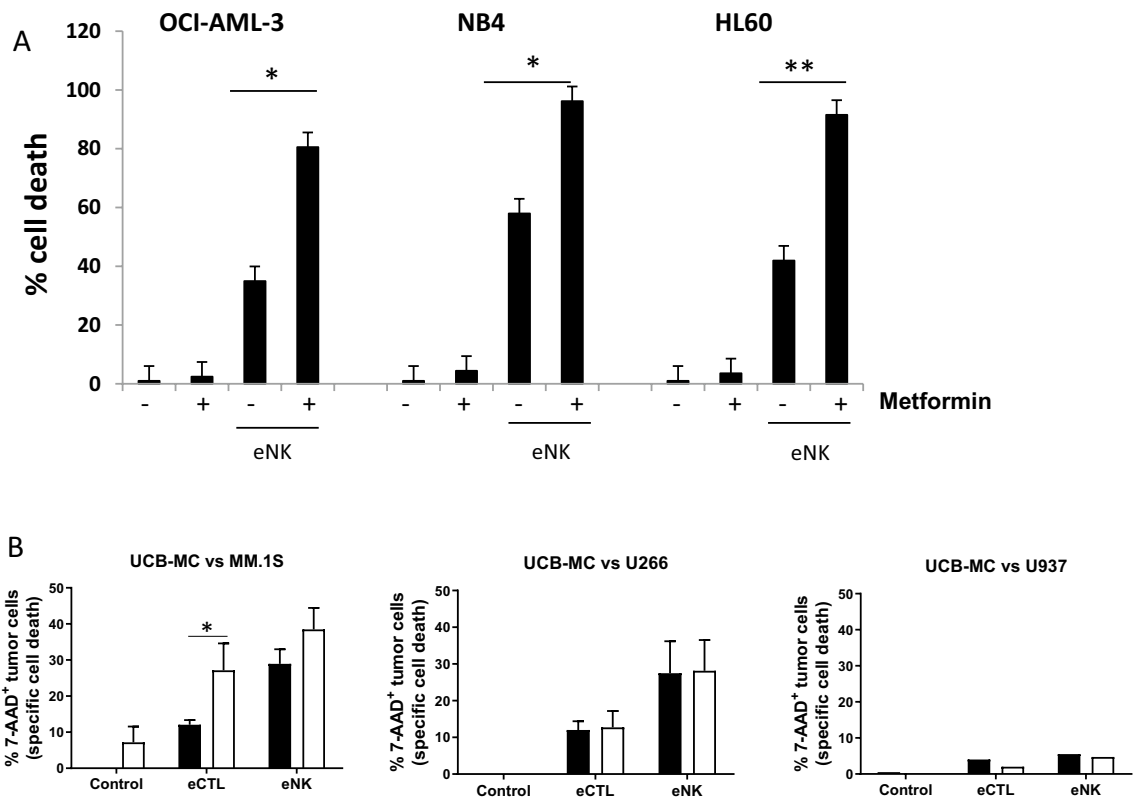 A
OCI-AML-3 NB4 HL60
120
100
80
60
40
20
0
% cell death
* * **
- + - + - + - + - + - + Metformin
eNK eNK eNK
B
UCB-MC vs MM.1S
% 7-AAD+ tumor cells
(specific cell death)
50
40
30
20
10
0
*
Control eCTL eNK
UCB-MC vs U266
% 7-AAD+ tumor cells
(specific cell death)
50
40
30
20
10
0
Control eCTL eNK
UCB-MC vs U937
% 7-AAD+ tumor cells
(specific cell death)
50
40
30
20
10
0
Control eCTL eNK